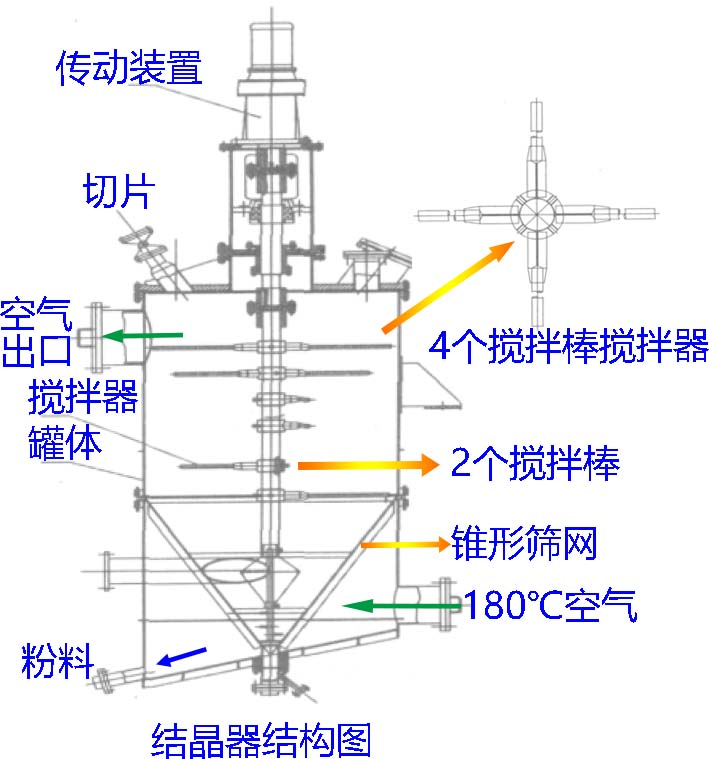 传动装置
切片
空气
出口
4个搅拌棒搅拌器
搅拌器
罐体
2个搅拌棒
锥形筛网
180℃空气
粉料
结晶器结构图